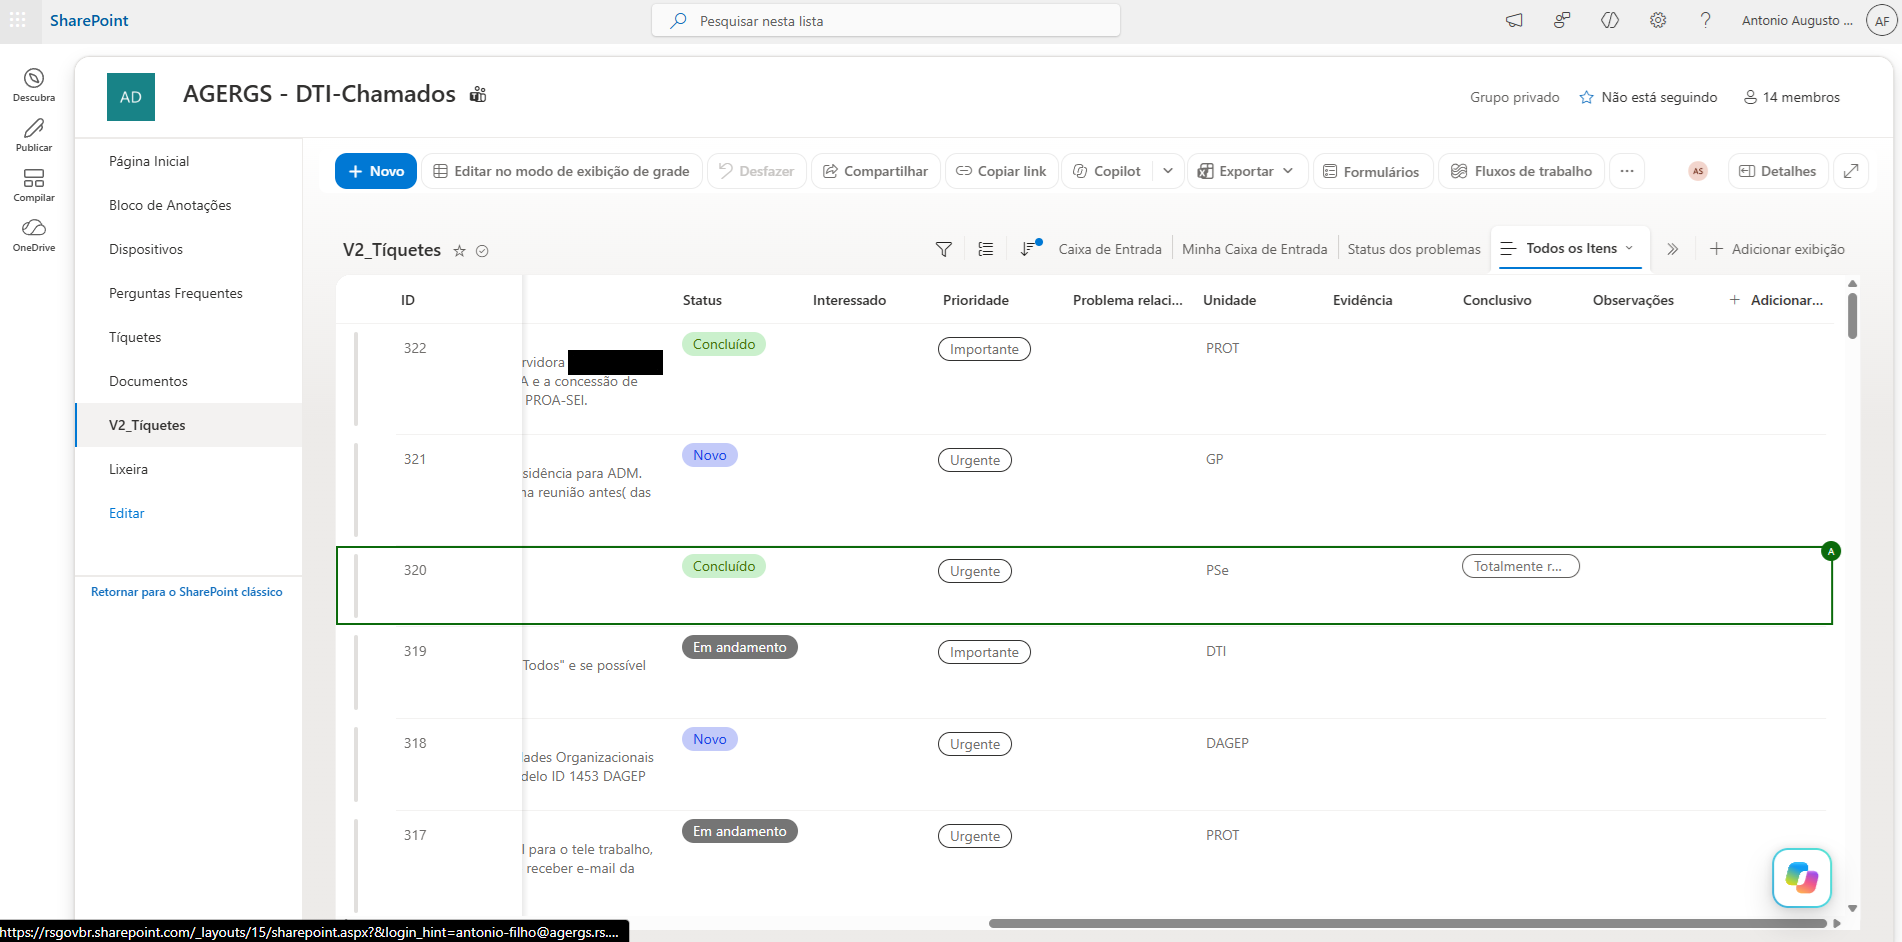 SharePoint
Pesquisar nesta lista
Antonio Augusto ...
AF
Descubra
Publicar
Compilar
OneDrive
AD
AGERGS - DTI-Chamados
Grupo privado
Não está seguindo
14 membros
Página Inicial
Bloco de Anotações
Dispositivos
Perguntas Frequentes
Tíquetes
Documentos
V2_Tíquetes
Lixeira
Editar
Retornar para o SharePoint clássico
Novo
Editar no modo de exibição de grade
Desfazer
Compartilhar
Copiar link
Copilot
Exportar
Formulários
Fluxos de trabalho
...
AS
Detalhes
V2_Tíquetes
Caixa de Entrada
Minha Caixa de Entrada
Status dos problemas
Todos os Itens
Adicionar exibição
ID
Status
Interessado
Prioridade
Problema relaci...
Unidade
Evidência
Conclusivo
Observações
+ Adicionar...
322
rvidora
A e a concessão de
PROA-SEI.
Concluído
Importante
PROT
321
sidência para ADM.
na reunião antes( das
Novo
Urgente
GP
A
320
Concluído
Urgente
PSe
Totalmente r...
319
Todos" e se possível
Em andamento
Importante
DTI
318
lades Organizacionais
delo ID 1453 DAGEP
Novo
Urgente
DAGEP
317
l para o tele trabalho,
receber e-mail da
Em andamento
Urgente
PROT
https://rsgovbr.sharepoint.com/_layouts/15/sharepoint.aspx?&login_hint=antonio-filho@agergs.rs....